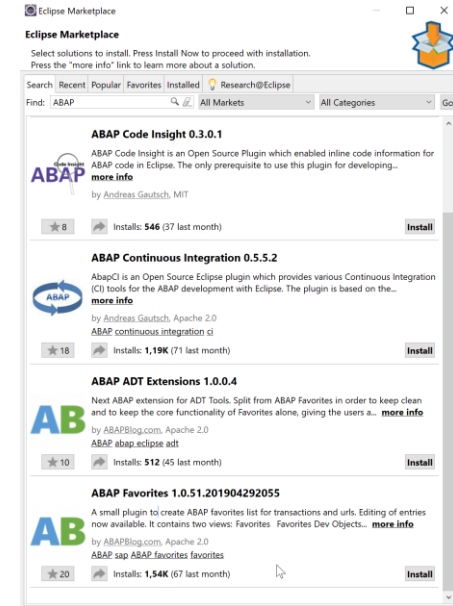 Eclipse Marketplace
Eclipse Marketplace
Select solutions to install. Press Install Now to proceed with installation.
Press the "more info" link to learn more about a solution.
Search Recent Popular Favorites Installed Research@Eclipse
Find: ABAP All Markets All Categories Go
ABAP Code Insight 0.3.0.1
ABAP Code Insight is an Open Source Plugin which enabled inline code information for
ABAP code in Eclipse. The only prerequisite to use this plugin for developing...
more info
Code Insight
ABAP
by Andreas Gautsch, MIT
8 Installs: 546 (37 last month) Install
ABAP Continuous Integration 0.5.5.2
AbapCI is an Open Source Eclipse plugin which provides various Continuous Integration
(CI) tools for the ABAP development with Eclipse. The plugin is based on the...
more info
ABAP
by Andreas Gautsch, Apache 2.0
ABAP continuous integration ci
18 Installs: 1,19K (71 last month) Install
ABAP ADT Extensions 1.0.0.4
Next ABAP extension for ADT Tools. Split from ABAP Favorites in order to keep clean
and to keep the core functionality of Favorites alone, giving the users a... more info
AB
by ABAPBlog.com, Apache 2.0
ABAP abap eclipse adt
10 Installs: 512 (45 last month) Install
ABAP Favorites 1.0.51.201904292055
A small plugin to create ABAP favorites list for transactions and urls. Editing of entries
now available. It contains two views: Favorites Favorites Dev Objects... more info
AB
by ABAPBlog.com, Apache 2.0
ABAP sap ABAP favorites favorites
20 Installs: 1,54K (67 last month) Install